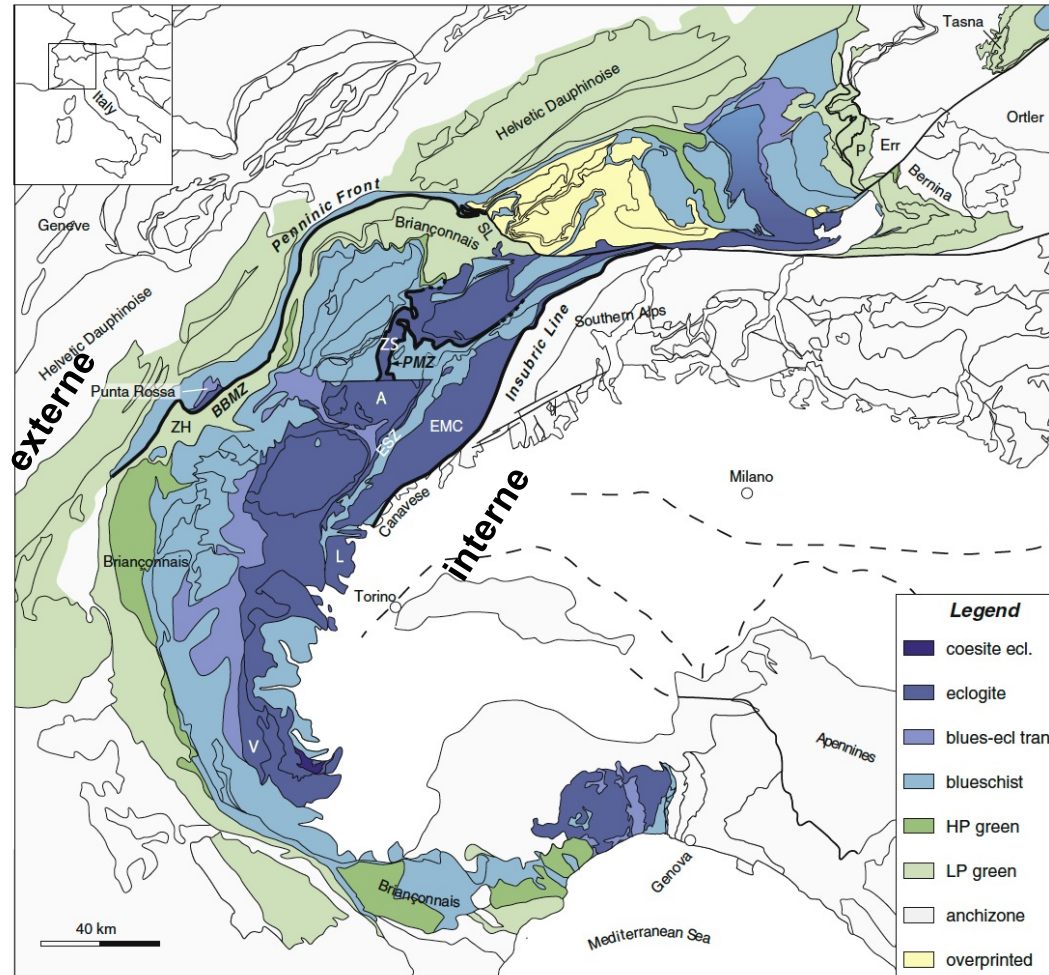 Italy
Tasna
Ortler
Err
P
Bernina
Helvetic Dauphinoise
Genève
Penninic Front
Briançonnais
SL
Southern Alps
Insubric Line
Helvetic Dauphinoise
externe
ZS
PMZ
Punta Rossa
BBMZ
A
ZH
ESZ
EMC
Milano
interne
Canavese
Briançonnais
L
Torino
V
Apennines
Genova
Briançonnais
Mediterranean Sea
40 km
Legend
coesite ecl.
eclogite
blues-ecl tran
blueschist
HP green
LP green
anchizone
overprinted